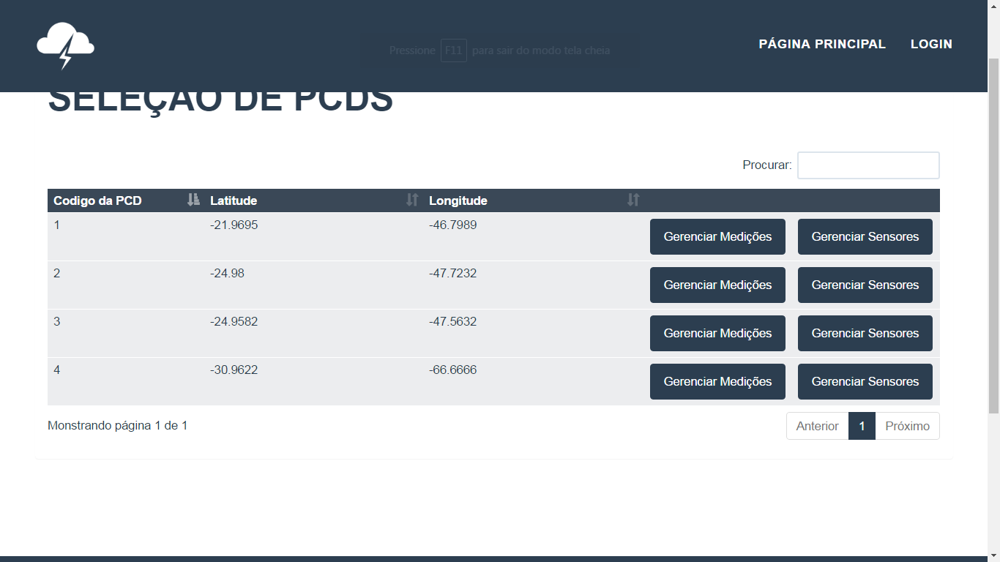 Pressione F11 para sair do modo tela cheia
PÁGINA PRINCIPAL LOGIN
SELEÇÃO DE PCDS
Procurar:
Codigo da PCD Latitude Longitude
1 -21.9695 -46.7989 Gerenciar Medições Gerenciar Sensores
2 -24.98 -47.7232 Gerenciar Medições Gerenciar Sensores
3 -24.9582 -47.5632 Gerenciar Medições Gerenciar Sensores
4 -30.9622 -66.6666 Gerenciar Medições Gerenciar Sensores
Monstrando página 1 de 1 Anterior 1 Próximo